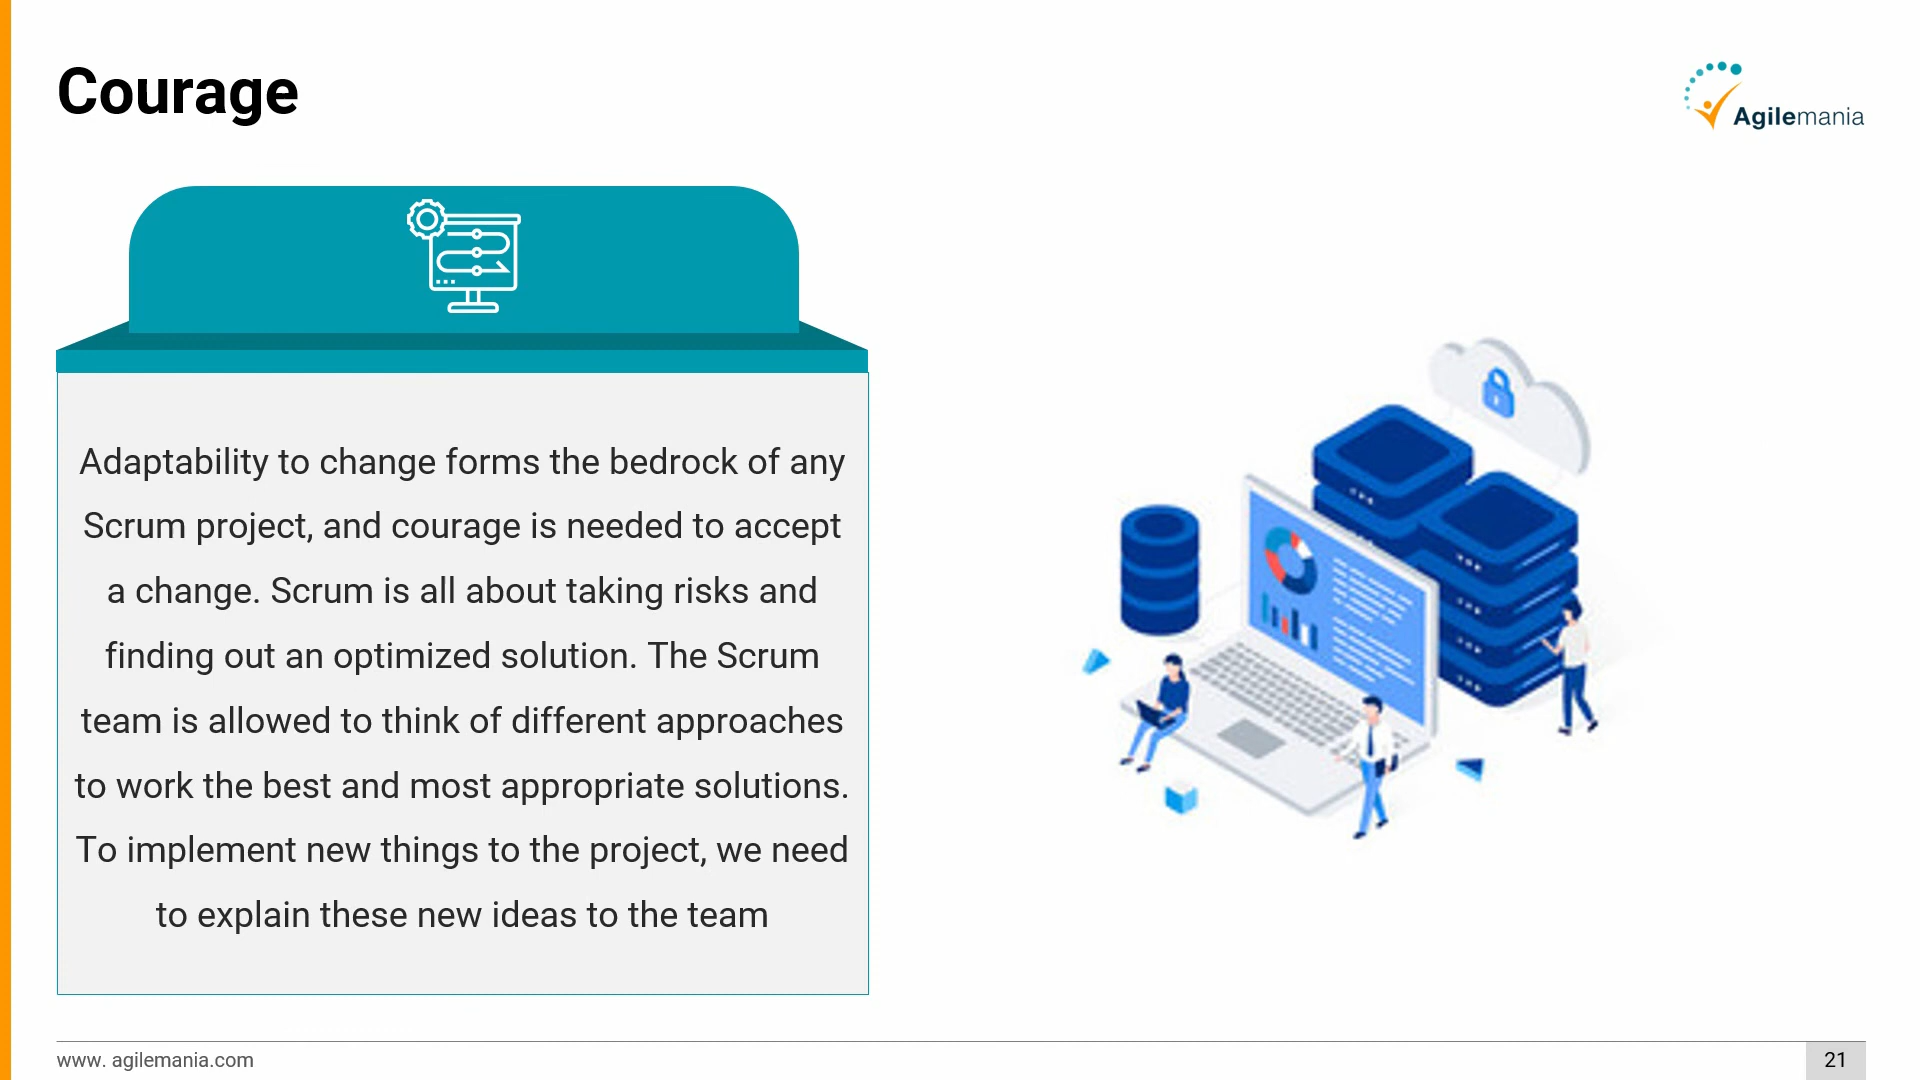 Courage
Agilemania
Adaptability to change forms the bedrock of any
Scrum project, and courage is needed to accept
a change. Scrum is all about taking risks and
finding out an optimized solution. The Scrum
team is allowed to think of different approaches
to work the best and most appropriate solutions.
To implement new things to the project, we need
to explain these new ideas to the team
www. agilemania.com
21